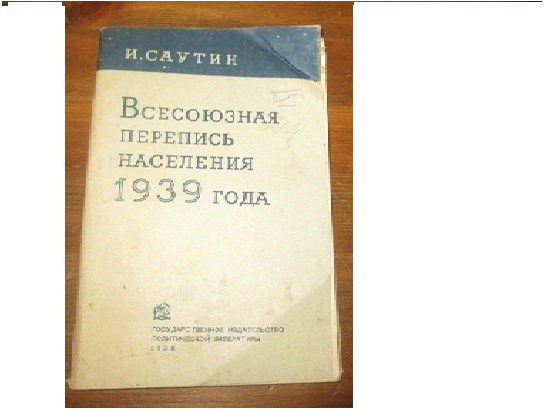 И. САУТИН
ВСЕСОЮЗНАЯ
ПЕРЕПИСЬ
НАСЕЛЕНИЯ
1939 ГОДА
ГОСУДАРСТВЕННОЕ ИЗДАТЕЛЬСТВО
ПОЛИТИЧЕСКОЙ ЛИТЕРАТУРЫ